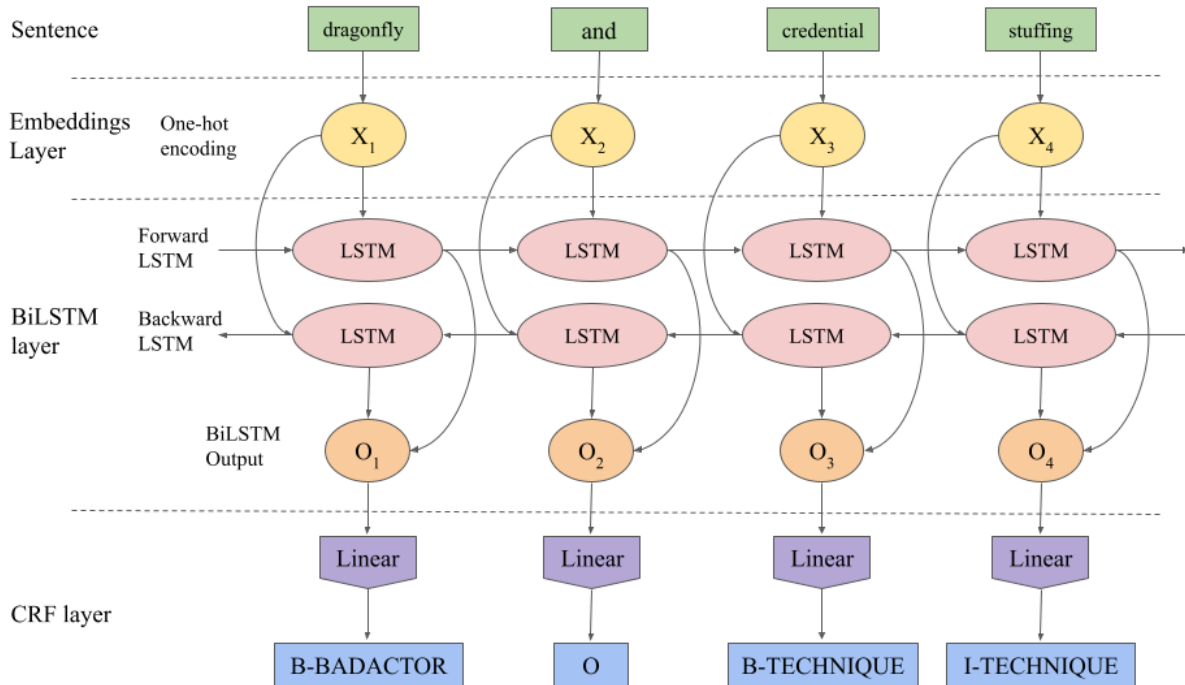 Sentence
dragonfly
and
credential
stuffing
Embeddings
Layer
One-hot
encoding
X1
X2
X3
X4
Forward
LSTM
LSTM
LSTM
LSTM
LSTM
BiLSTM
layer
Backward
LSTM
LSTM
LSTM
LSTM
LSTM
BiLSTM
Output
O1
O2
O3
O4
Linear
Linear
Linear
Linear
CRF layer
B-BADACTOR
O
B-TECHNIQUE
I-TECHNIQUE